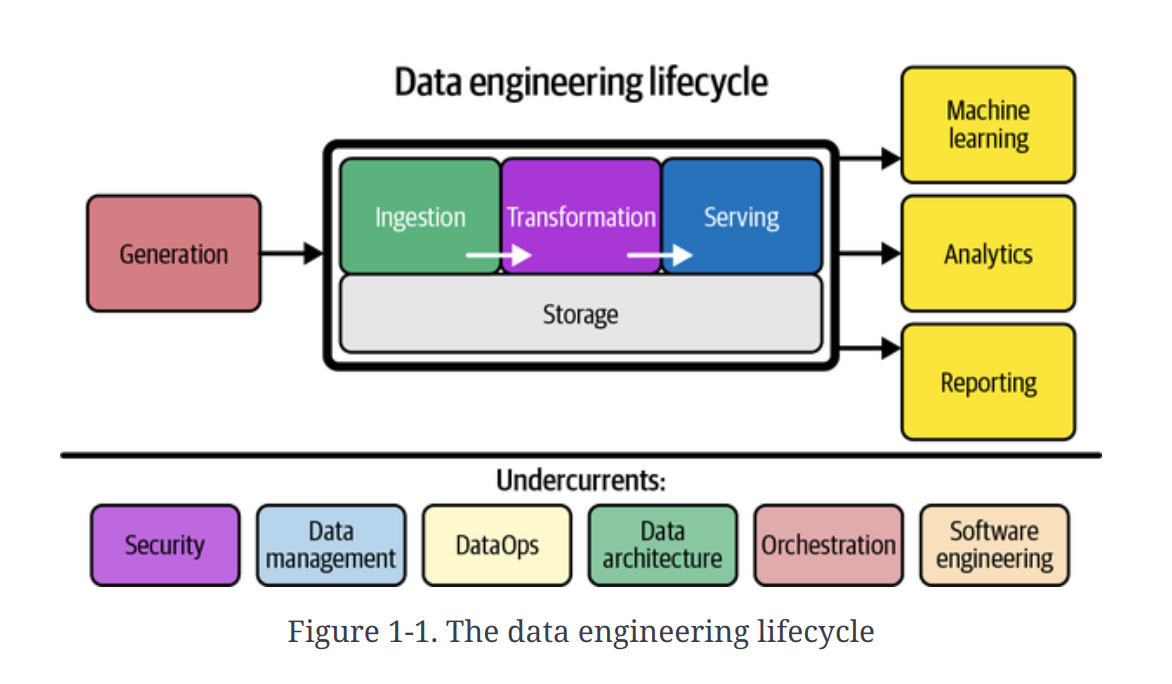 Data engineering lifecycle
Generation
Ingestion
Transformation
Serving
Storage
Machine
learning
Analytics
Reporting
Undercurrents:
Security
Data
management
DataOps
Data
architecture
Orchestration
Software
engineering
Figure 1-1. The data engineering lifecycle